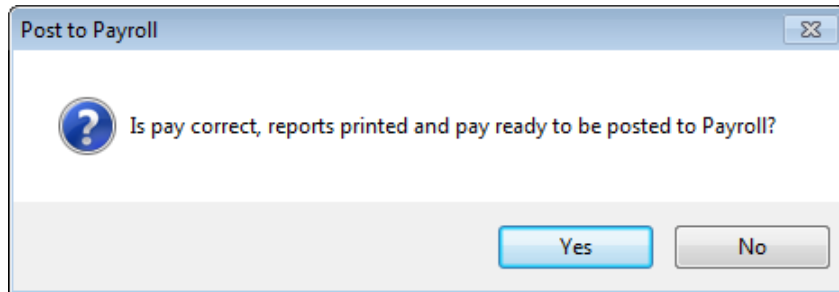 Post to Payroll
Is pay correct, reports printed and pay ready to be posted to Payroll?
Yes
No